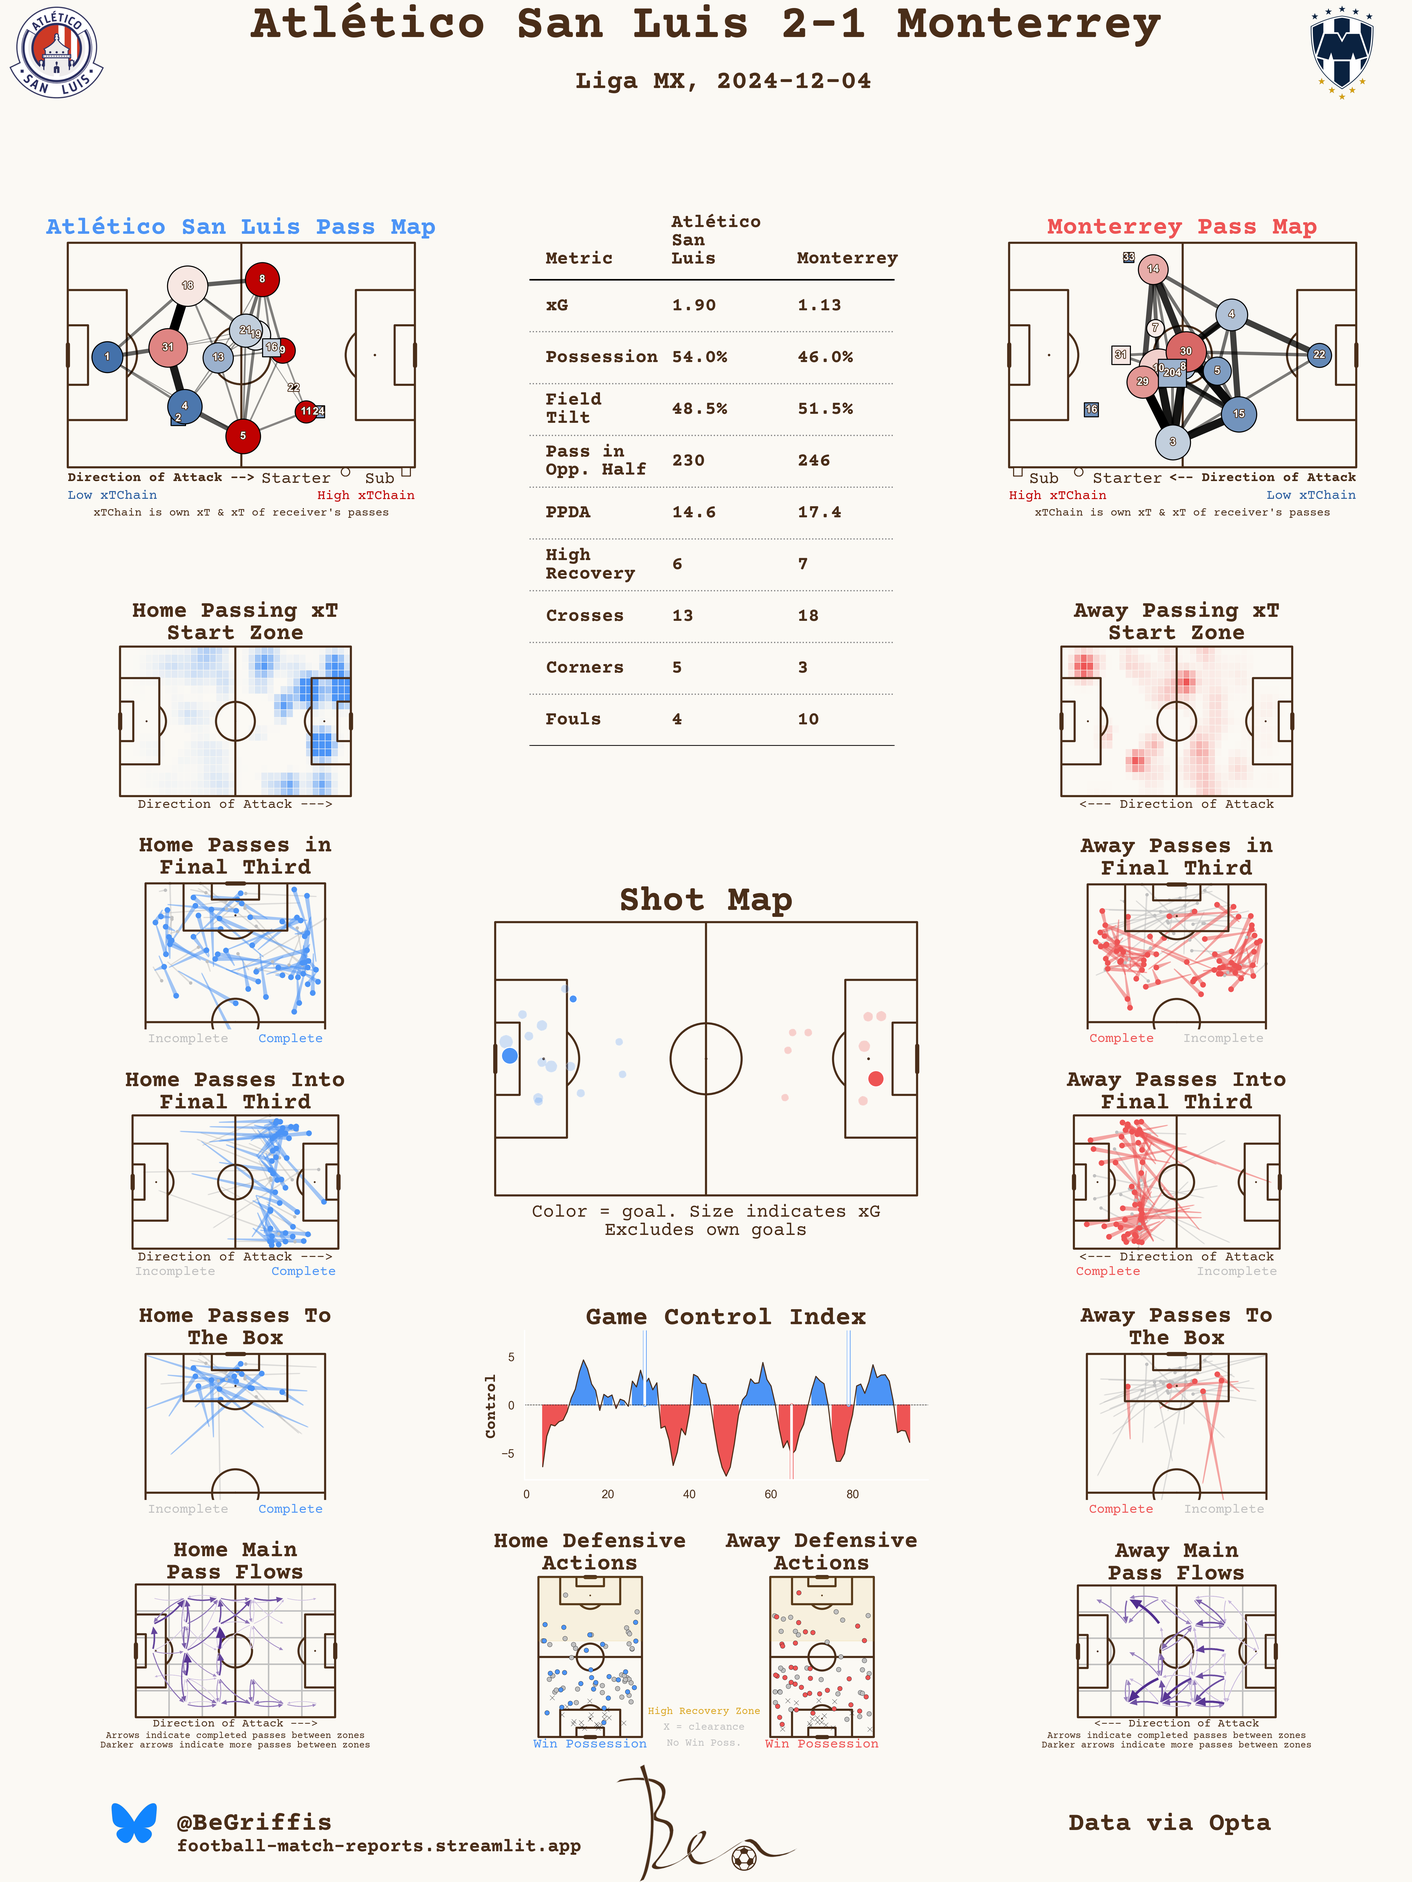 Atlético San Luis 2-1 Monterrey
Liga MX, 2024-12-04
ATLÉTICO
SAN LUIS
Atlético San Luis Pass Map
18
8
21
19
16
9
1
31
13
22
4
2
11
24
5
Direction of Attack --> Starter Sub
Low xTChain High xTChain
xTChain is own xT & xT of receiver's passes
Metric Atlético San Luis Monterrey
xG 1.90 1.13
Possession 54.0% 46.0%
Field Tilt 48.5% 51.5%
Pass in Opp. Half 230 246
PPDA 14.6 17.4
High Recovery 6 7
Crosses 13 18
Corners 5 3
Fouls 4 10
Monterrey Pass Map
33
14
7
4
31
30
22
10
8
204
5
29
16
15
3
Sub Starter <-- Direction of Attack
High xTChain Low xTChain
xTChain is own xT & xT of receiver's passes
Home Passing xT
Start Zone
Direction of Attack --->
Away Passing xT
Start Zone
<--- Direction of Attack
Home Passes in
Final Third
Incomplete Complete
Away Passes in
Final Third
Complete Incomplete
Shot Map
Color = goal. Size indicates xG
Excludes own goals
Home Passes Into
Final Third
Direction of Attack --->
Incomplete Complete
Away Passes Into
Final Third
<--- Direction of Attack
Complete Incomplete
Home Passes To
The Box
Incomplete Complete
Game Control Index
Control
5
0
-5
0 20 40 60 80
Away Passes To
The Box
Complete Incomplete
Home Main
Pass Flows
Direction of Attack --->
Arrows indicate completed passes between zones
Darker arrows indicate more passes between zones
Home Defensive
Actions
Win Possession
High Recovery Zone
X = clearance
No Win Poss.
Away Defensive
Actions
Win Possession
Away Main
Pass Flows
<--- Direction of Attack
Arrows indicate completed passes between zones
Darker arrows indicate more passes between zones
@BeGriffis
football-match-reports.streamlit.app
Ben
Data via Opta